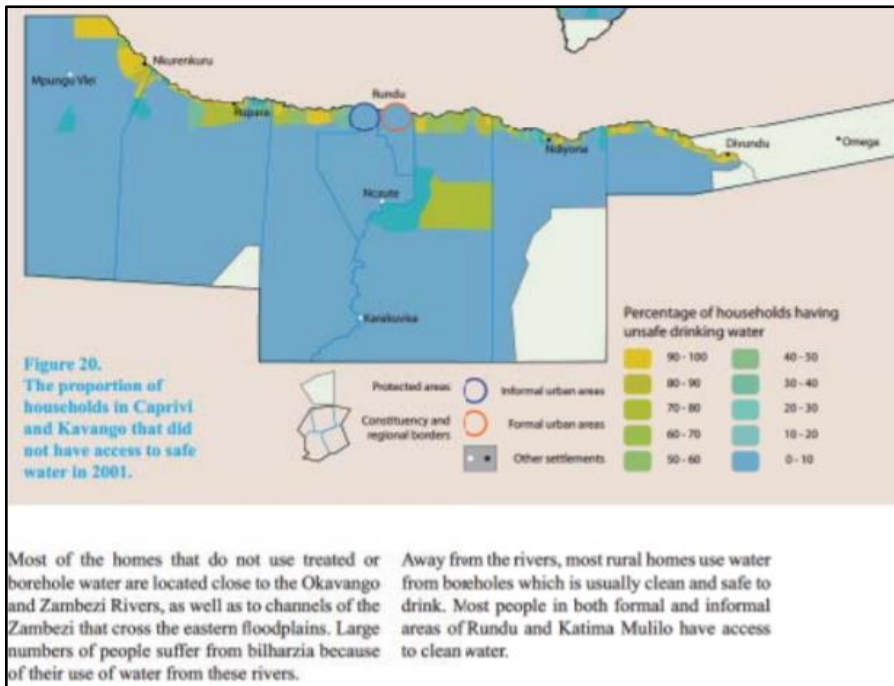 Nkurenkuru
Mpungu Vlei
Rundu
Rupara
Ndiyona
Divundu
Omega
Ncaute
Karakuvisa
Figure 20.
The proportion of
households in Caprivi
and Kavango that did
not have access to safe
water in 2001.
Protected areas
Constituency and
regional borders
Informal urban areas
Formal urban areas
Other settlements
Percentage of households having
unsafe drinking water
90 - 100
80 - 90
70 - 80
60 - 70
50 - 60
40 - 50
30 - 40
20 - 30
10 - 20
0 - 10
Most of the homes that do not use treated or
borehole water are located close to the Okavango
and Zambezi Rivers, as well as to channels of the
Zambezi that cross the eastern floodplains. Large
numbers of people suffer from bilharzia because
of their use of water from these rivers.
Away from the rivers, most rural homes use water
from boreholes which is usually clean and safe to
drink. Most people in both formal and informal
areas of Rundu and Katima Mulilo have access
to clean water.